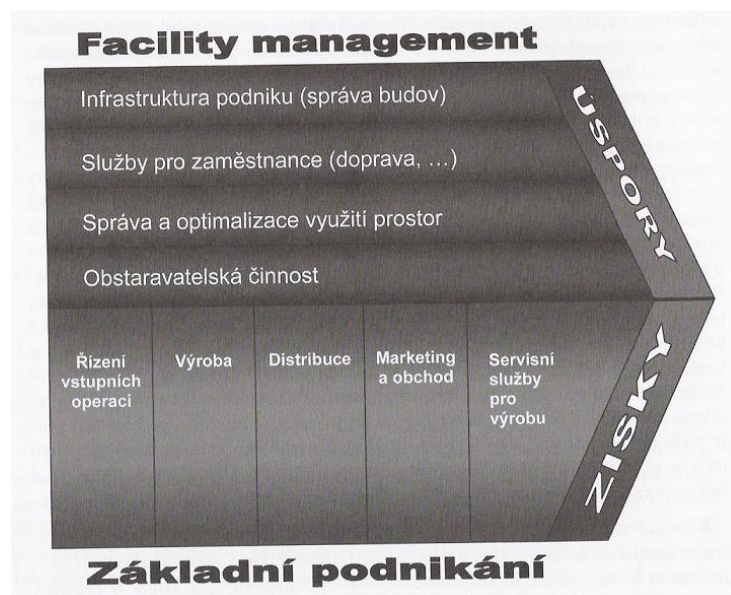 Facility management
Infrastruktura podniku (správa budov)
Služby pro zaměstnance (doprava, ...)
Správa a optimalizace využití prostor
Obstaravatelská činnost
ÚSPORY
Řízení
vstupních
operací
Výroba
Distribuce
Marketing
a obchod
Servisní
služby
pro
výrobu
ZISKY
Základní podnikání